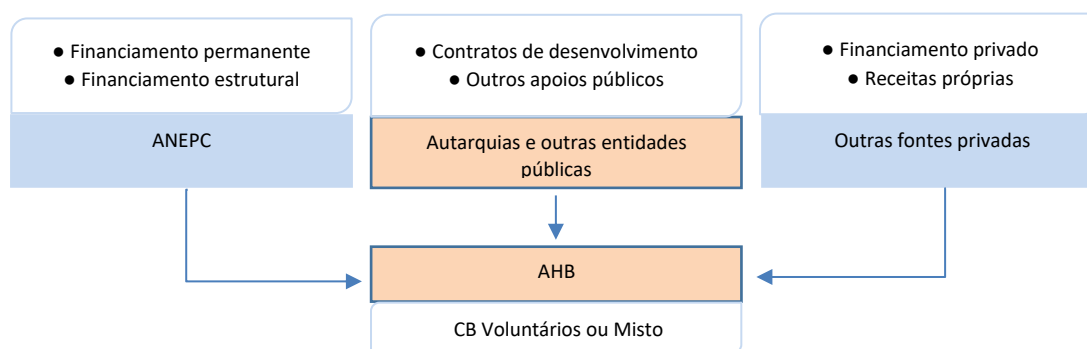 ● Financiamento permanente
● Financiamento estrutural
ANEPC
● Contratos de desenvolvimento
● Outros apoios públicos
Autarquias e outras entidades
públicas
● Financiamento privado
● Receitas próprias
Outras fontes privadas
AHB
CB Voluntários ou Misto